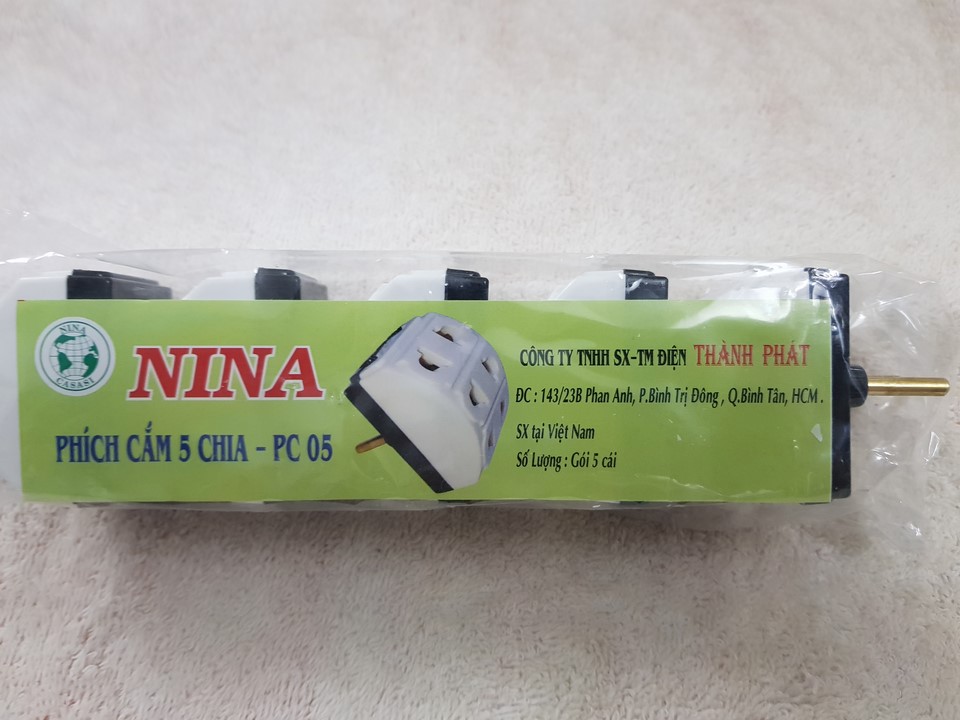 NINA
CASASI
NINA
PHÍCH CẮM 5 CHIA - PC 05
CÔNG TY TNHH SX-TM ĐIỆN THÀNH PHÁT
ĐC : 143/23B Phan Anh, P.Bình Trị Đông , Q.Bình Tân, HCM .
SX tại Việt Nam
Số Lượng : Gói 5 cái